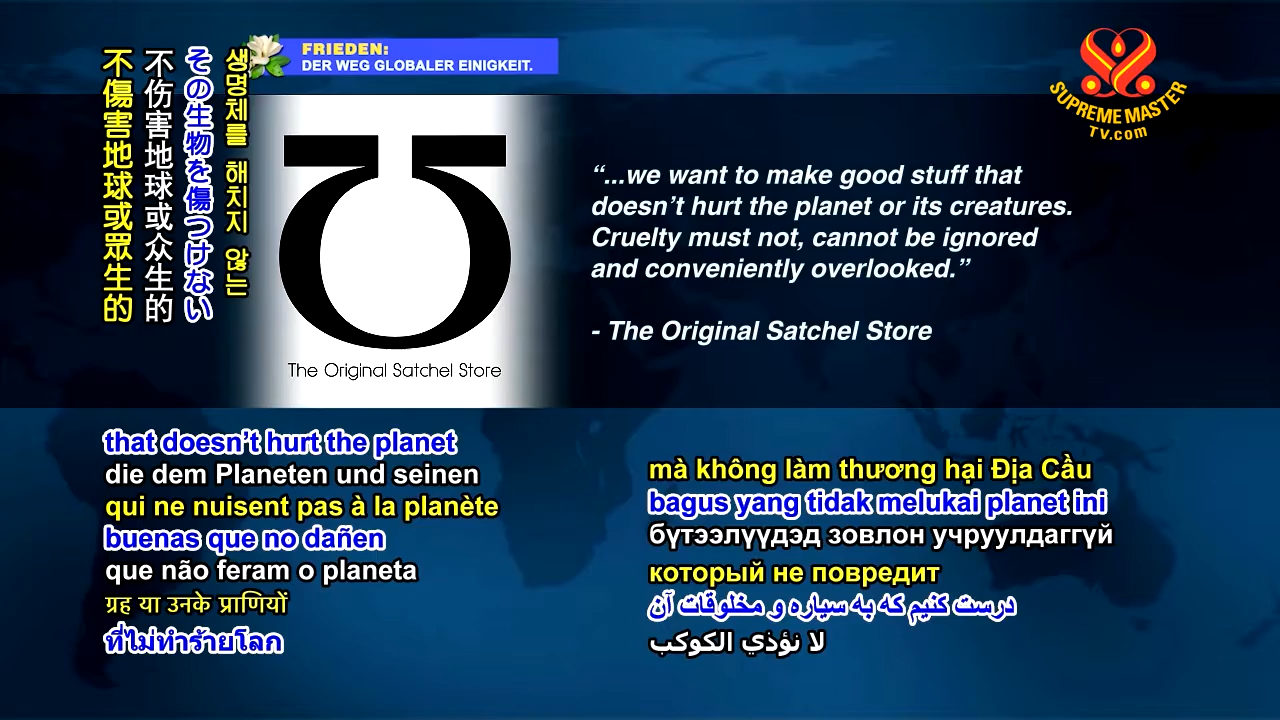 不傷害地球或眾生的
不伤害地球或众生的
その生物を傷つけない
생명체를 해치지 않는
FRIEDEN:
DER WEG GLOBALER EINIGKEIT.
SUPREME MASTER
TV.com
The Original Satchel Store
“...we want to make good stuff that
doesn’t hurt the planet or its creatures.
Cruelty must not, cannot be ignored
and conveniently overlooked.”
- The Original Satchel Store
that doesn’t hurt the planet
die dem Planeten und seinen
qui ne nuisent pas à la planète
buenas que no dañen
que não feram o planeta
ग्रह या उनके प्राणियों
ที่ไม่ทำร้ายโลก
mà không làm thương hại Địa Cầu
bagus yang tidak melukai planet ini
бүтээлүүдэд зовлон учруулдаггүй
который не повредит
درست کنیم که به سیاره و مخلوقات آن
لا نؤذي الكوكب